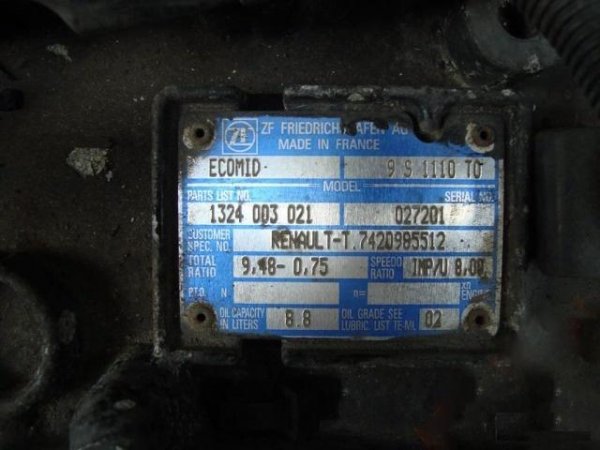 ZF FRIEDRICHSHAFEN AG
MADE IN FRANCE
ECOMID 9 S 1110 TO
MODEL
PARTS LIST NO. SERIAL NO.
1324 003 021 027201
CUSTOMER SPEC. NO. RENAULT-T.7420985512
TOTAL RATIO 9,48- 0,75 SPEEDO RATIO IMP/U 8,00
P.T.O. N n= XN ENGINE
OIL CAPACITY IN LITERS 8.8 OIL GRADE SEE LUBRIC. LIST TE-ML 02